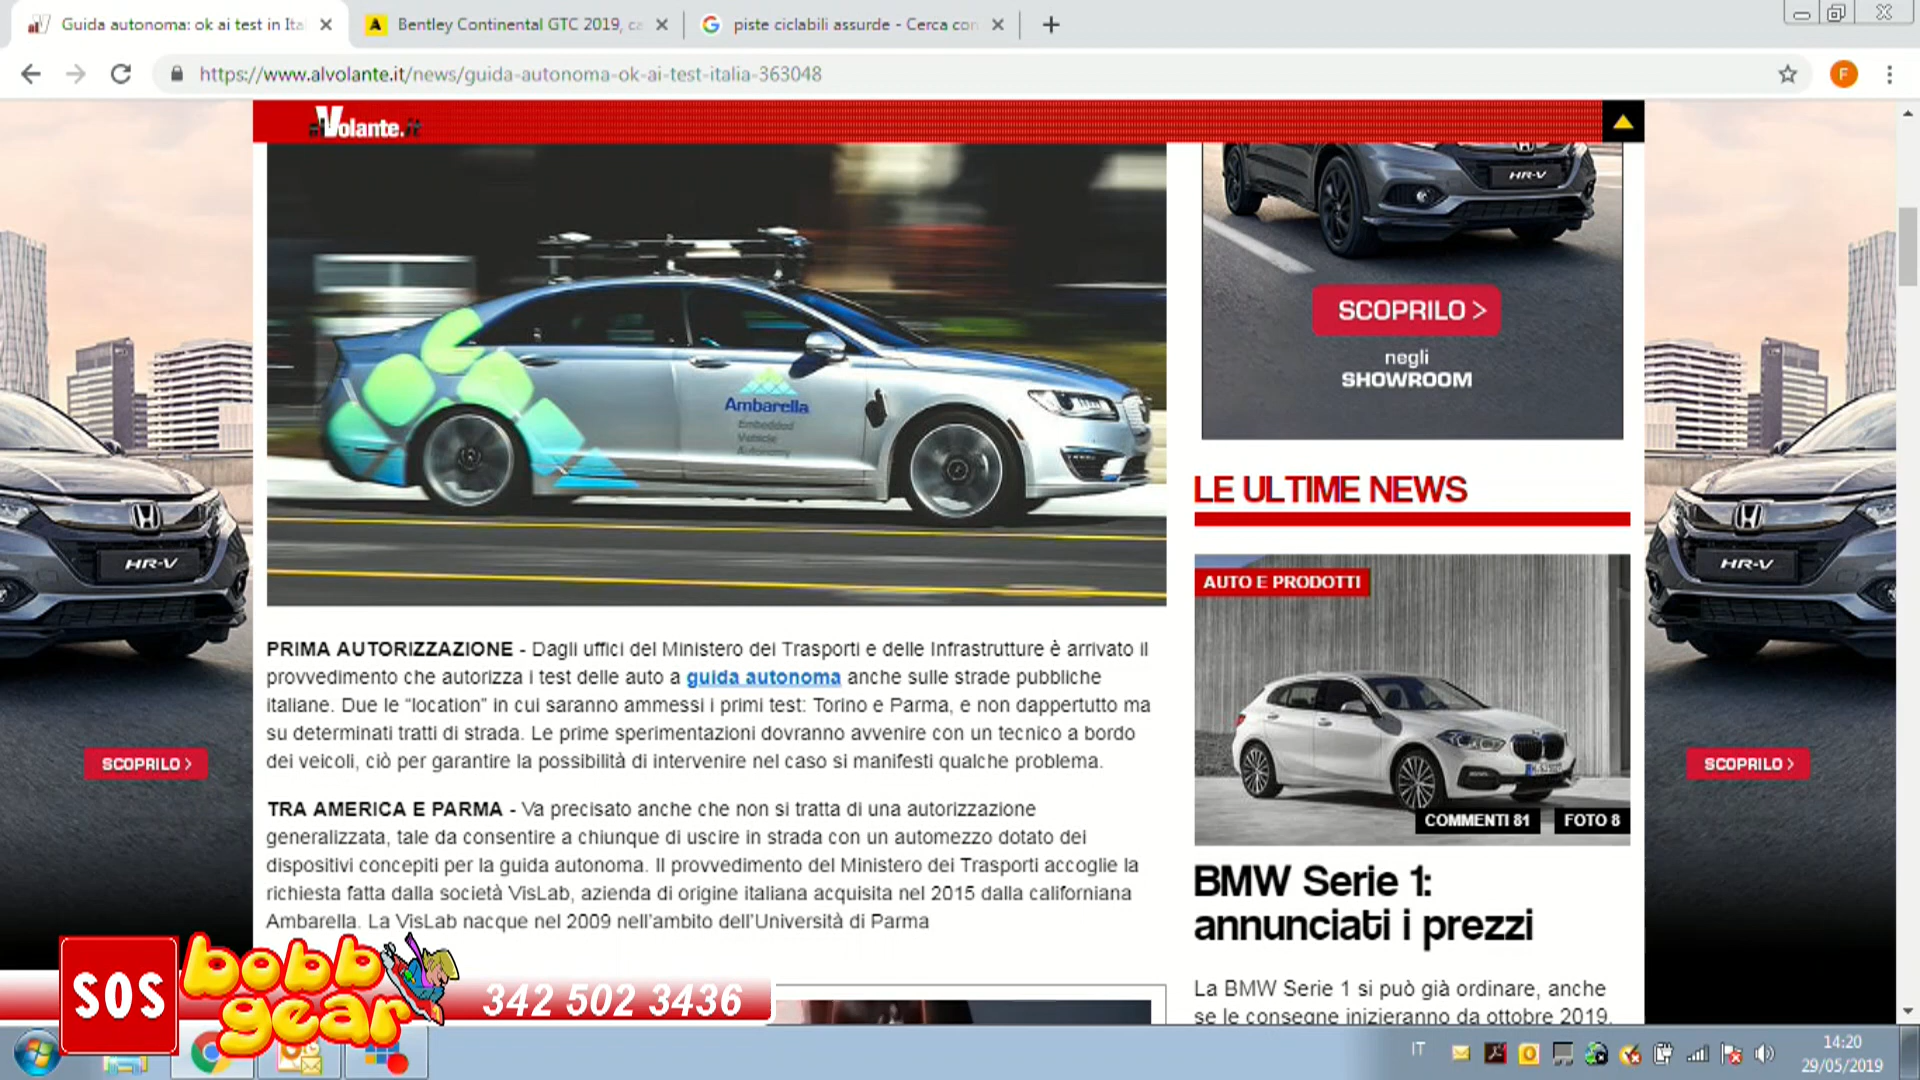 Guida autonoma: ok ai test in Ita
Bentley Continental GTC 2019, ca
piste ciclabili assurde - Cerca con
https://www.alvolante.it/news/guida-autonoma-ok-ai-test-italia-363048
F
alVolante.it
HR-V
SCOPRILO >
negli
SHOWROOM
Ambarella
Embedded
Vehicle
Autonomy
LE ULTIME NEWS
AUTO E PRODOTTI
COMMENTI 81
FOTO 8
HR-V
HR-V
SCOPRILO >
SCOPRILO >
PRIMA AUTORIZZAZIONE - Dagli uffici del Ministero dei Trasporti e delle Infrastrutture è arrivato il
provvedimento che autorizza i test delle auto a guida autonoma anche sulle strade pubbliche
italiane. Due le “location” in cui saranno ammessi i primi test: Torino e Parma, e non dappertutto ma
su determinati tratti di strada. Le prime sperimentazioni dovranno avvenire con un tecnico a bordo
dei veicoli, ciò per garantire la possibilità di intervenire nel caso si manifesti qualche problema.
TRA AMERICA E PARMA - Va precisato anche che non si tratta di una autorizzazione
generalizzata, tale da consentire a chiunque di uscire in strada con un automezzo dotato dei
dispositivi concepiti per la guida autonoma. Il provvedimento del Ministero dei Trasporti accoglie la
richiesta fatta dalla società VisLab, azienda di origine italiana acquisita nel 2015 dalla californiana
Ambarella. La VisLab nacque nel 2009 nell'ambito dell'Università di Parma
BMW Serie 1:
annunciati i prezzi
La BMW Serie 1 si può già ordinare, anche
se le consegne inizieranno da ottobre 2019.
SOS
bobb
gear
342 502 3436
IT
14:20
29/05/2019